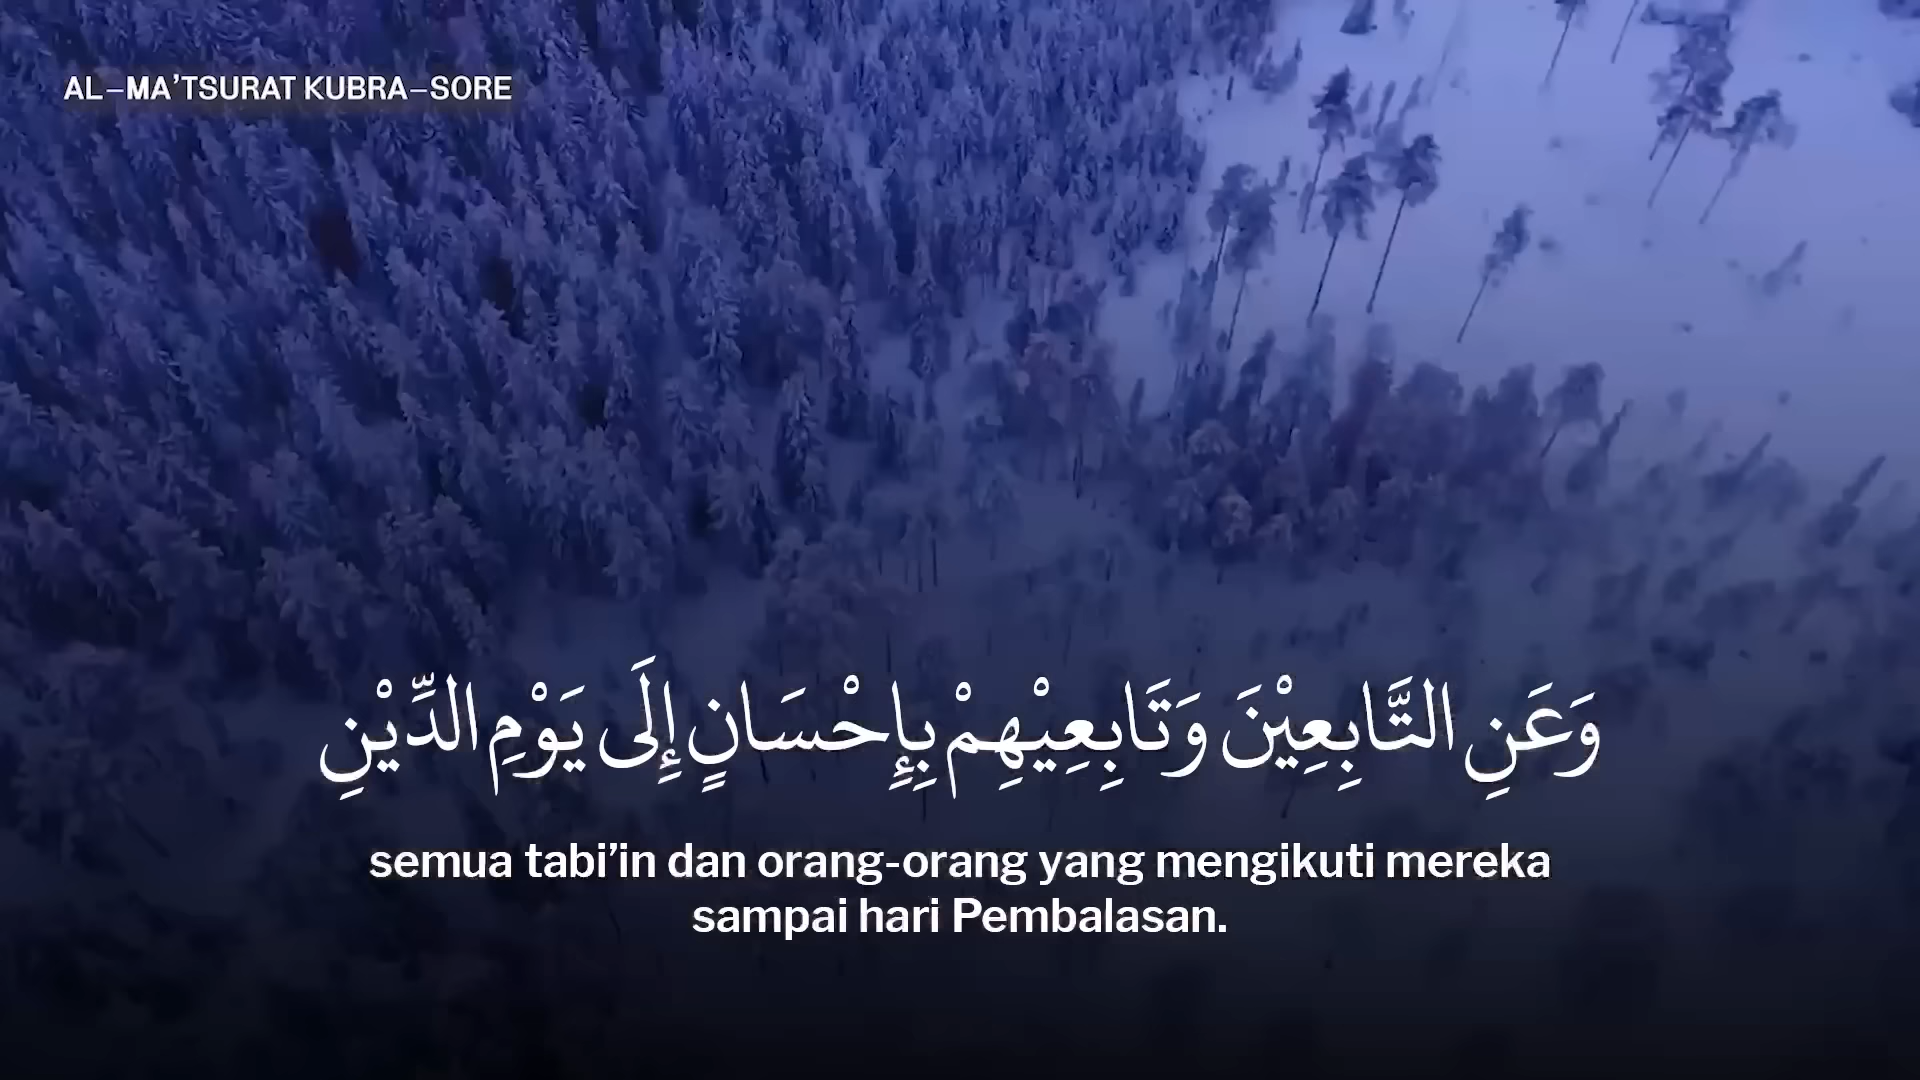 AL–MA’TSURAT KUBRA–SORE
وَعَنِ التَّابِعِيْنَ وَتَابِعِيْهِمْ بِإِحْسَانٍ إِلَى يَوْمِ الدِّيْنِ
semua tabi’in dan orang-orang yang mengikuti mereka
sampai hari Pembalasan.